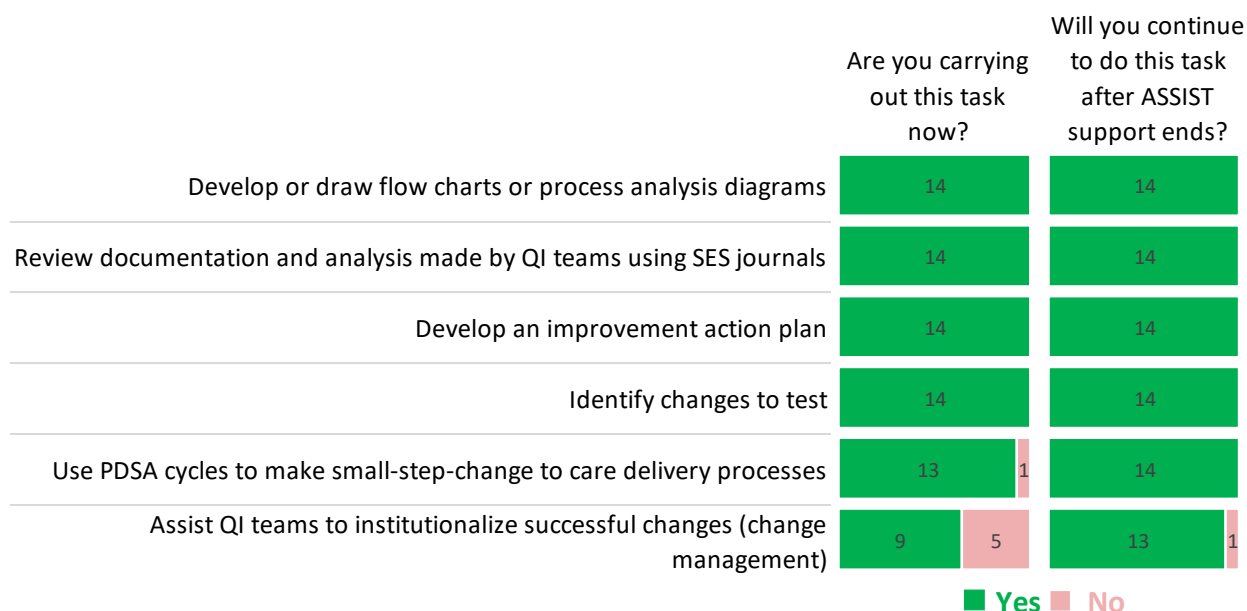 Are you carrying
out this task
now?
Will you continue
to do this task
after ASSIST
support ends?
Develop or draw flow charts or process analysis diagrams
14
14
Review documentation and analysis made by QI teams using SES journals
14
14
Develop an improvement action plan
14
14
Identify changes to test
14
14
Use PDSA cycles to make small-step-change to care delivery processes
13
1
14
Assist QI teams to institutionalize successful changes (change
management)
9
5
13
1
Yes
No